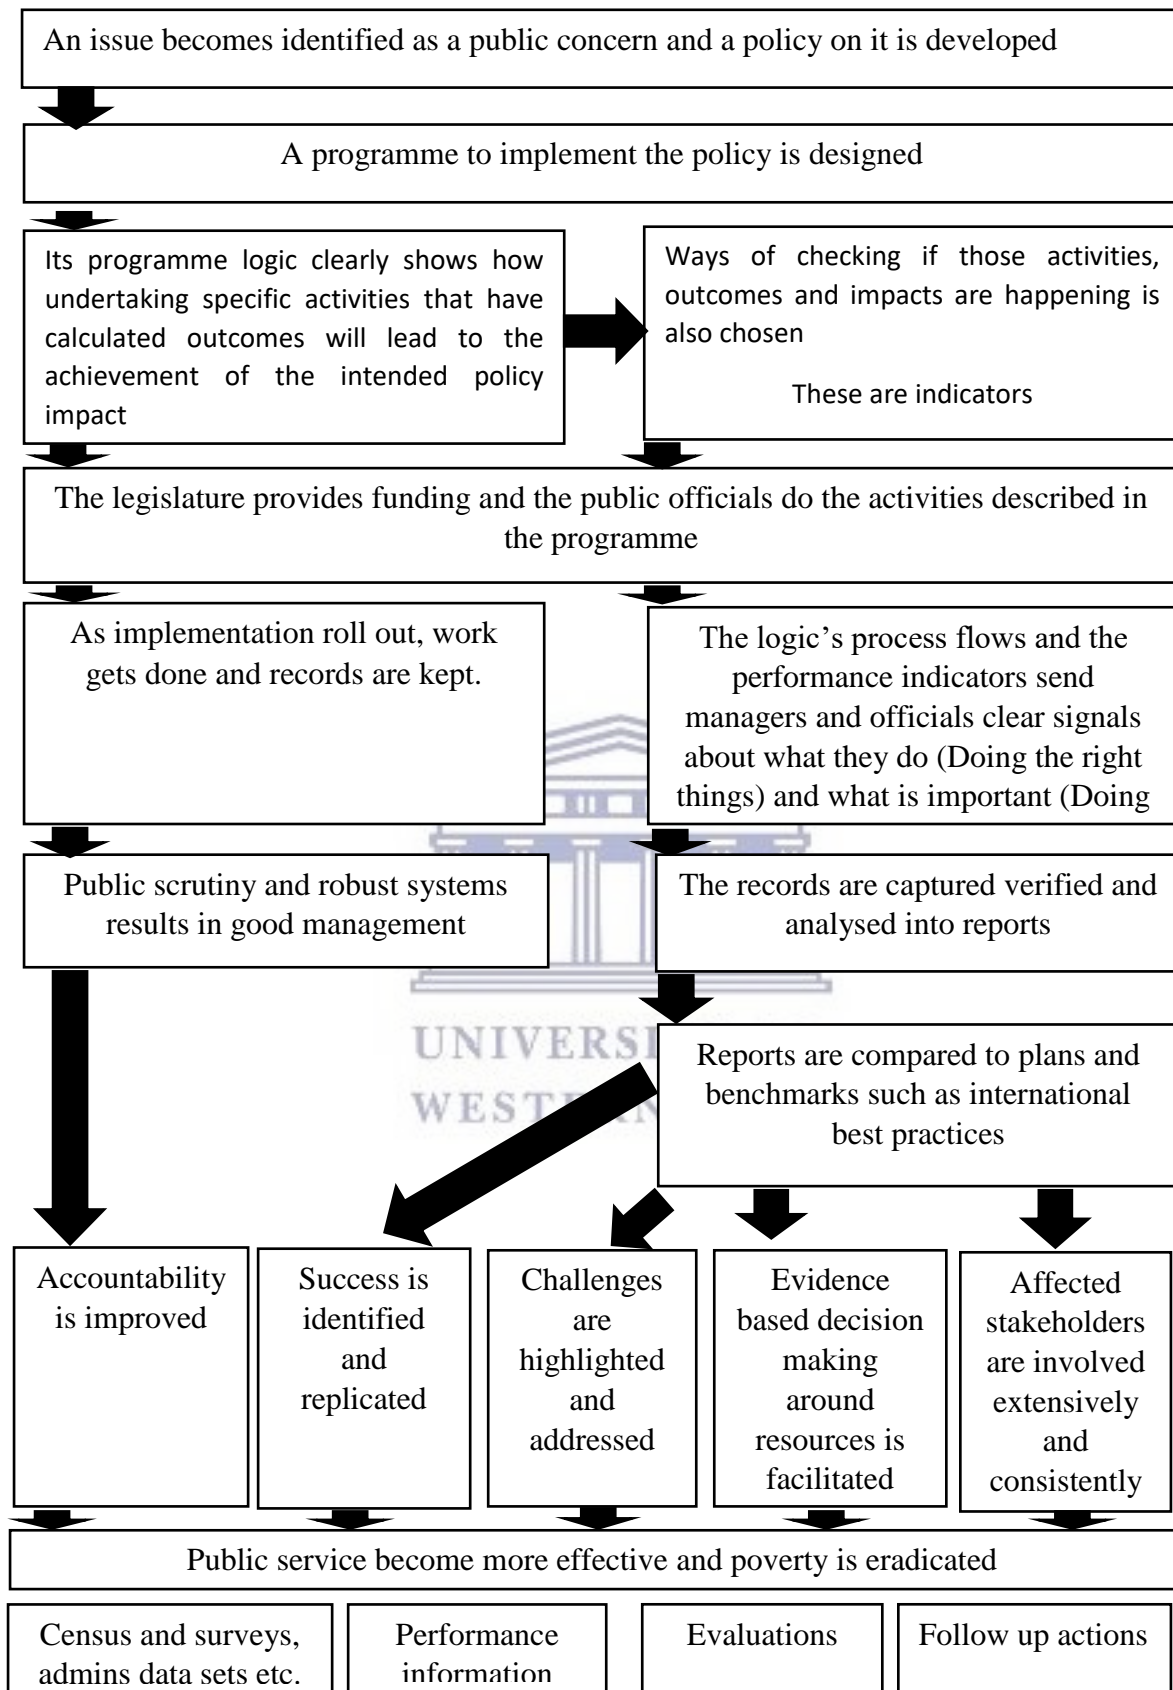 An issue becomes identified as a public concern and a policy on it is developed
A programme to implement the policy is designed
Its programme logic clearly shows how
undertaking specific activities that have
calculated outcomes will lead to the
achievement of the intended policy
impact
Ways of checking if those activities,
outcomes and impacts are happening is
also chosen
These are indicators
The legislature provides funding and the public officials do the activities described in
the programme
As implementation roll out, work
gets done and records are kept.
The logic’s process flows and the
performance indicators send
managers and officials clear signals
about what they do (Doing the right
things) and what is important (Doing
Public scrutiny and robust systems
results in good management
The records are captured verified and
analysed into reports
UNIVERSI
WESTERN
Reports are compared to plans and
benchmarks such as international
best practices
Accountability
is improved
Success is
identified
and
replicated
Challenges
are
highlighted
and
addressed
Evidence
based decision
making
around
resources is
facilitated
Affected
stakeholders
are involved
extensively
and
consistently
Public service become more effective and poverty is eradicated
Census and surveys,
admins data sets etc.
Performance
information
Evaluations
Follow up actions